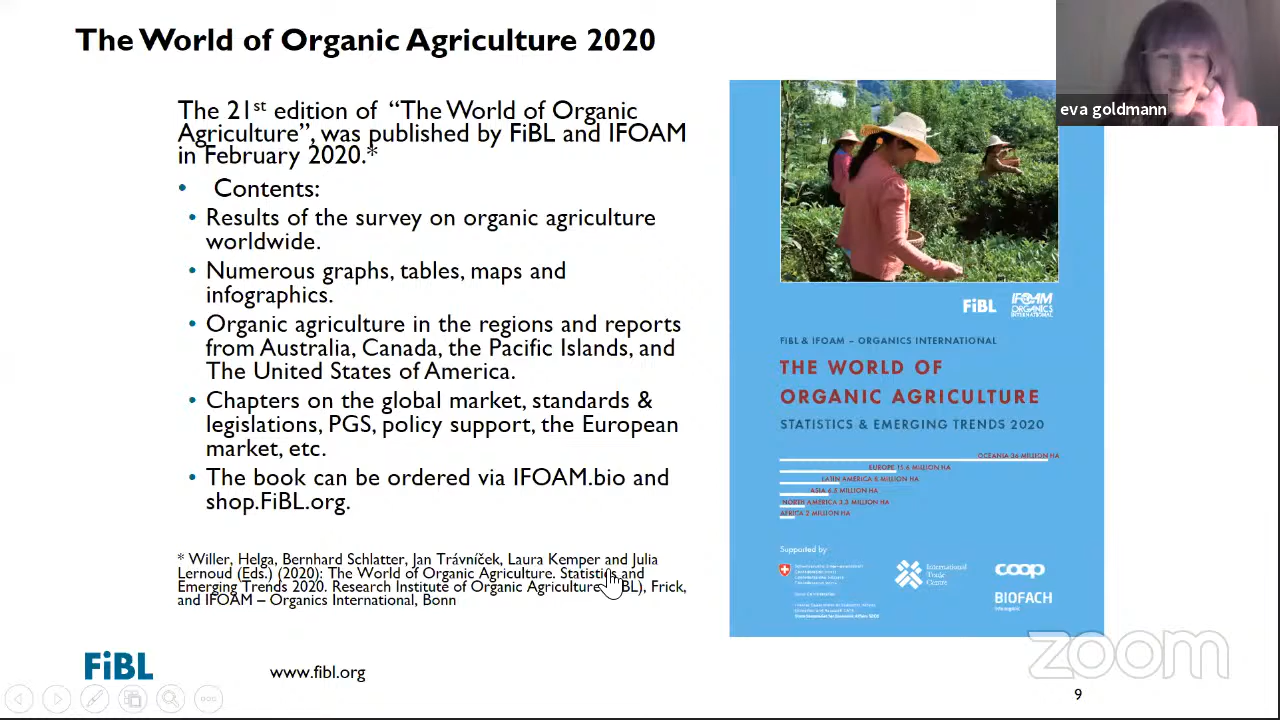 The World of Organic Agriculture 2020
eva goldmann
The 21st edition of "The World of Organic
Agriculture", was published by FiBL and IFOAM
in February 2020.*
• Contents:
• Results of the survey on organic agriculture
worldwide.
• Numerous graphs, tables, maps and
infographics.
• Organic agriculture in the regions and reports
from Australia, Canada, the Pacific Islands, and
The United States of America.
• Chapters on the global market, standards &
legislations, PGS, policy support, the European
market, etc.
• The book can be ordered via IFOAM.bio and
shop.FiBL.org.
* Willer, Helga, Bernhard Schlatter, Jan Trávníček, Laura Kemper and Julia
Lernoud (Eds.) (2020): The World of Organic Agriculture. Statistics and
Emerging Trends 2020. Research Institute of Organic Agriculture BL), Frick,
and IFOAM – Organics International, Bonn
FiBL
IFOAM
ORGANICS
INTERNATIONAL
FIBL & IFOAM – ORGANICS INTERNATIONAL
THE WORLD OF
ORGANIC AGRICULTURE
STATISTICS & EMERGING TRENDS 2020
OCEANIA 36 MILLION HA
EUROPE 15.6 MILLION HA
LATIN AMERICA 8 MILLION HA
ASIA 6.5 MILLION HA
NORTH AMERICA 3.3 MILLION HA
AFRICA 2 MILLION HA
Supported by
International
Trade
Centre
coop
BIOFACH
FiBL
www.fibl.org
zoom
9